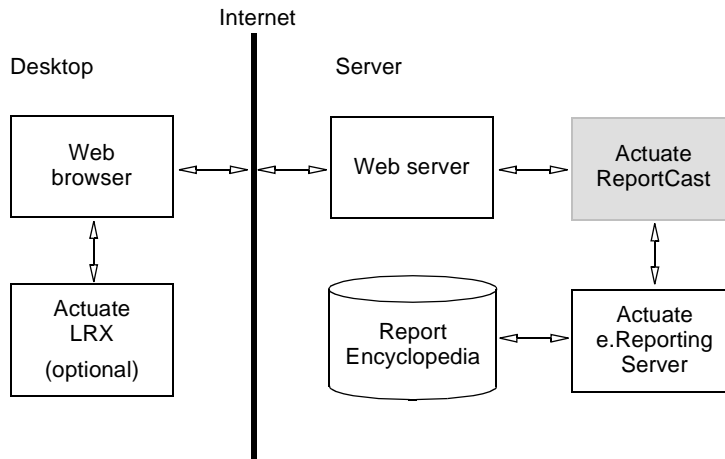 Internet
Desktop
Server
Web
browser
Web server
Actuate
ReportCast
Actuate
LRX
(optional)
Report
Encyclopedia
Actuate
e.Reporting
Server